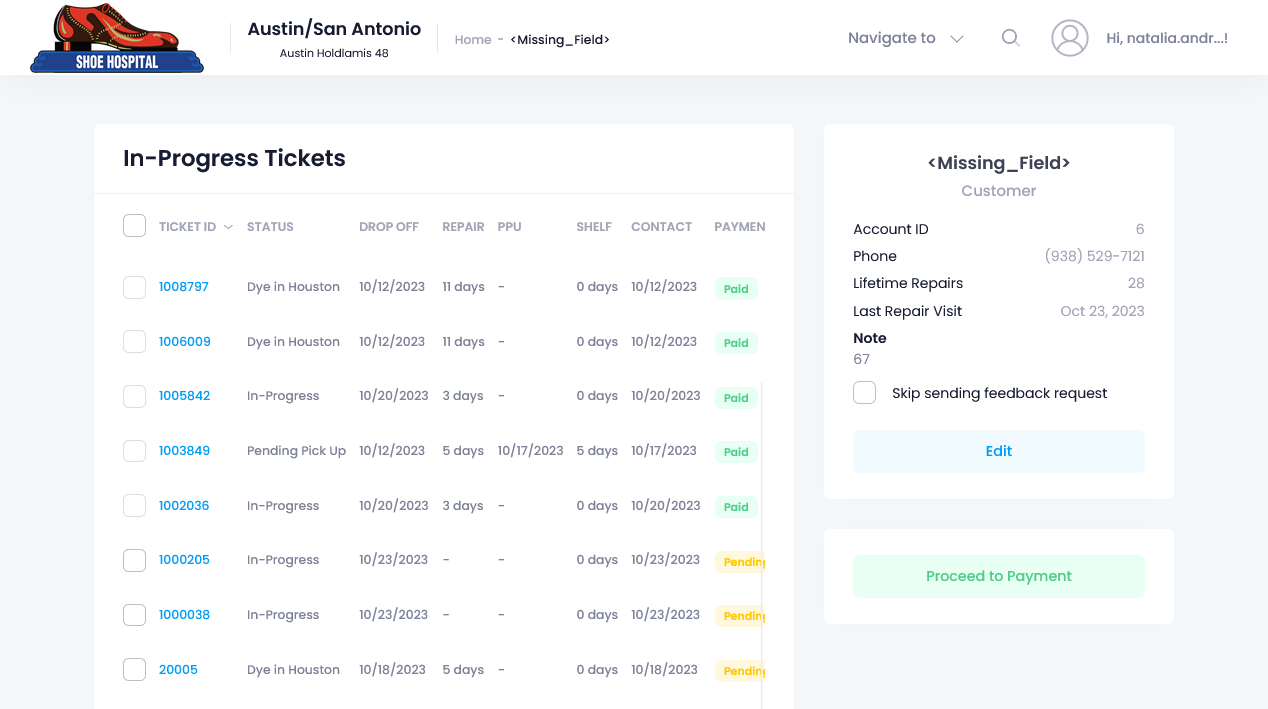 SHOE HOSPITAL
Austin/San Antonio
Austin Holdlamis 48
Home - <Missing_Field>
Navigate to
Hi, natalia.andr...!
In-Progress Tickets
TICKET ID STATUS DROP OFF REPAIR PPU SHELF CONTACT PAYMEN
1008797 Dye in Houston 10/12/2023 11 days - 0 days 10/12/2023 Paid
1006009 Dye in Houston 10/12/2023 11 days - 0 days 10/12/2023 Paid
1005842 In-Progress 10/20/2023 3 days - 0 days 10/20/2023 Paid
1003849 Pending Pick Up 10/12/2023 5 days 10/17/2023 5 days 10/17/2023 Paid
1002036 In-Progress 10/20/2023 3 days - 0 days 10/20/2023 Paid
1000205 In-Progress 10/23/2023 - - 0 days 10/23/2023 Pending
1000038 In-Progress 10/23/2023 - - 0 days 10/23/2023 Pending
20005 Dye in Houston 10/18/2023 5 days - 0 days 10/18/2023 Pending
<Missing_Field>
Customer
Account ID 6
Phone (938) 529-7121
Lifetime Repairs 28
Last Repair Visit Oct 23, 2023
Note
67
Skip sending feedback request
Edit
Proceed to Payment